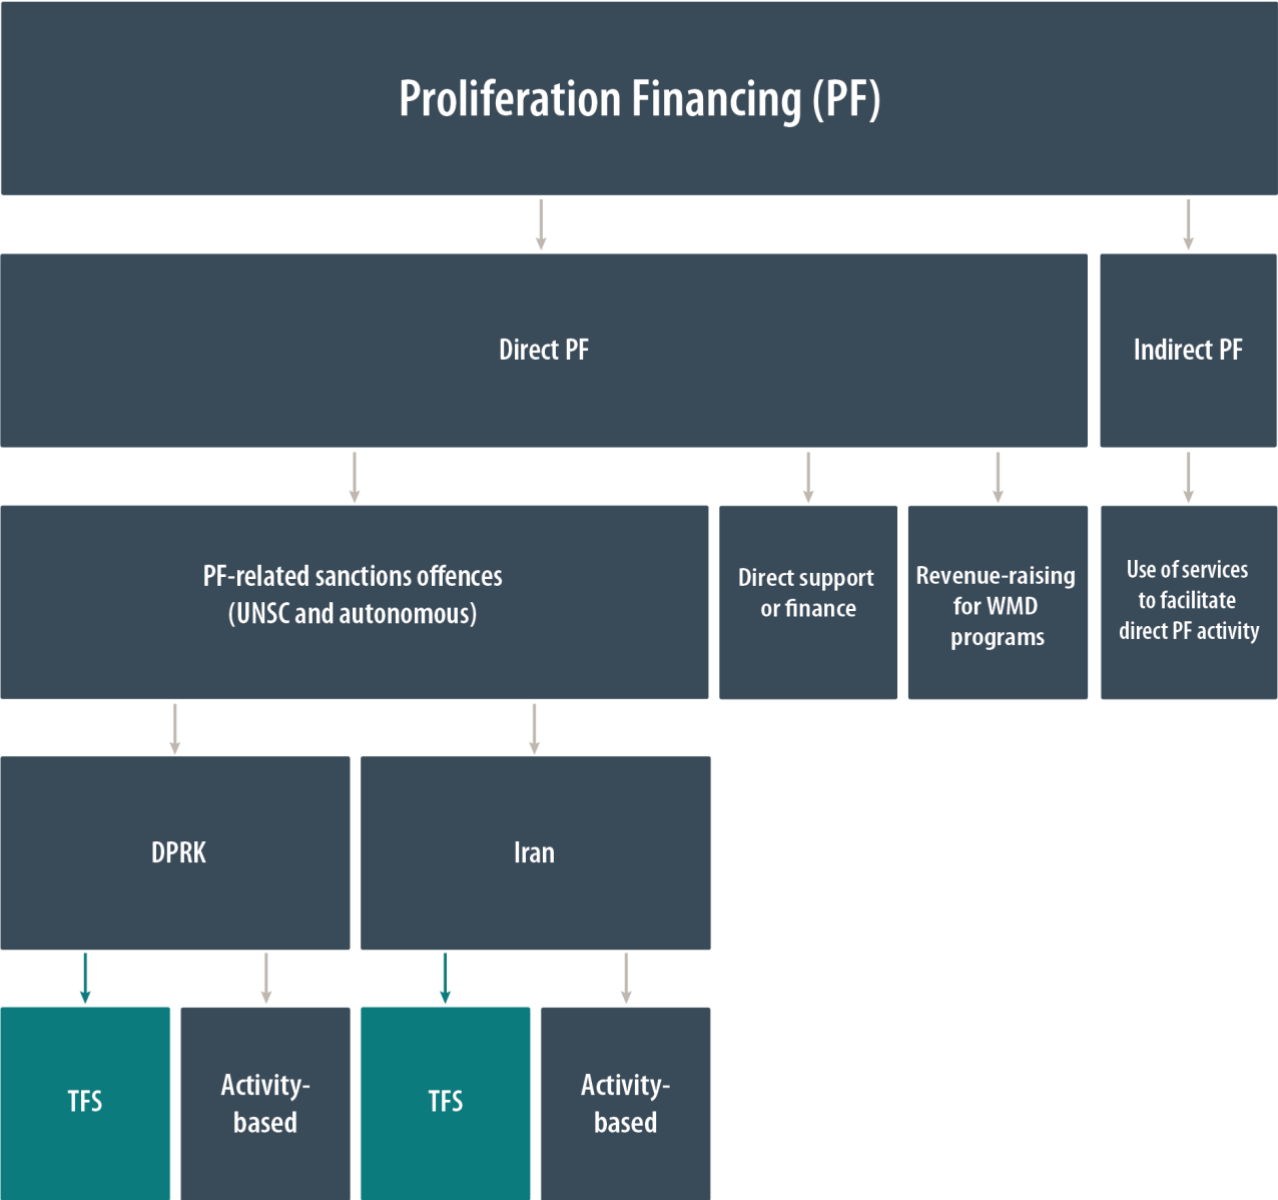 Proliferation Financing (PF)
Direct PF
Indirect PF
PF-related sanctions offences
(UNSC and autonomous)
Direct support
or finance
Revenue-raising
for WMD
programs
Use of services
to facilitate
direct PF activity
DPRK
Iran
TFS
Activity-
based
TFS
Activity-
based